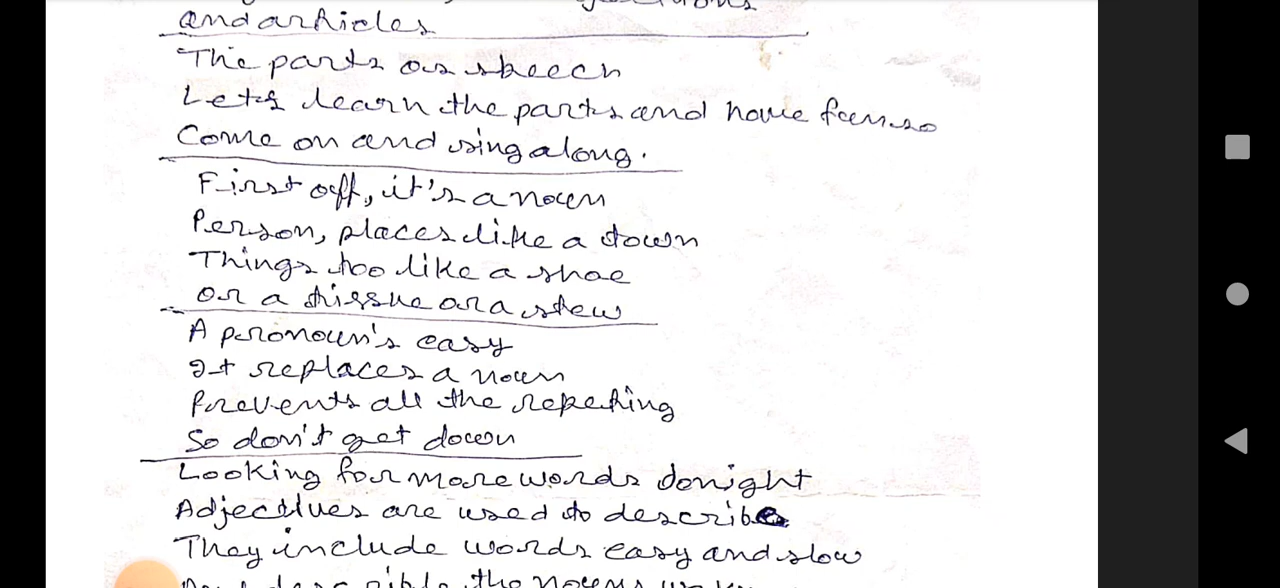 and articles
The parts of speech
Let's learn the parts and have fun so
Come on and sing along.
First off, it's a noun
Person, places like a town
Things too like a shoe
Or a tissue or a stew
A pronoun's easy
It replaces a noun
Prevents all the repeating
So don't get down
Looking for more words tonight
Adjectives are used to describe
They include words easy and slow
the nouns